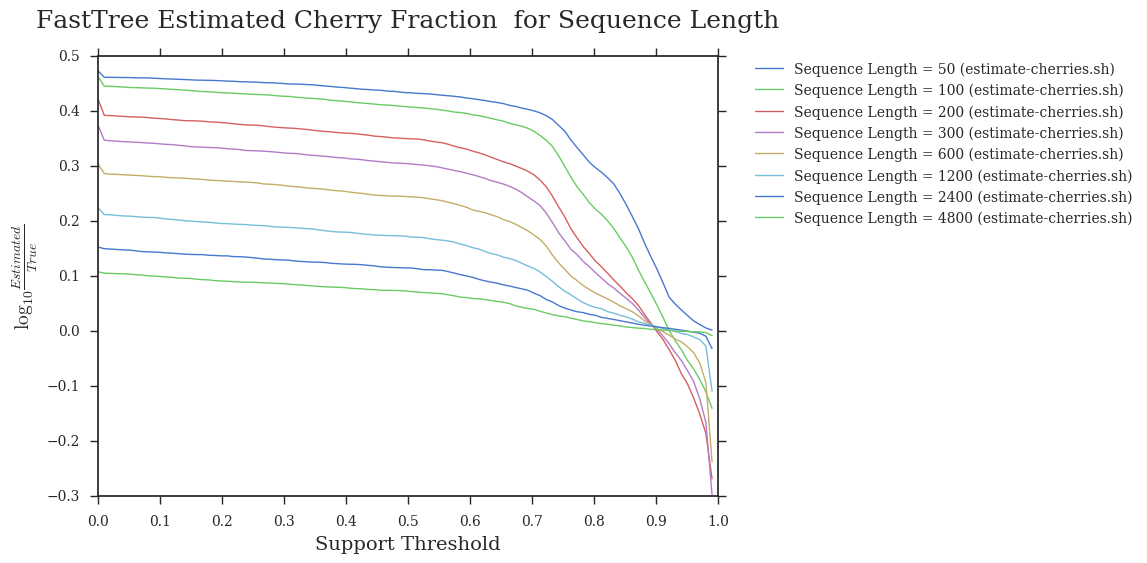 FastTree Estimated Cherry Fraction  for Sequence Length
0.5
0.4
0.3
0.2
0.1
0.0
−0.1
−0.2
−0.3
log10 Estimated
True
0.0 0.1 0.2 0.3 0.4 0.5 0.6 0.7 0.8 0.9 1.0
Support Threshold
Sequence Length = 50 (estimate-cherries.sh)
Sequence Length = 100 (estimate-cherries.sh)
Sequence Length = 200 (estimate-cherries.sh)
Sequence Length = 300 (estimate-cherries.sh)
Sequence Length = 600 (estimate-cherries.sh)
Sequence Length = 1200 (estimate-cherries.sh)
Sequence Length = 2400 (estimate-cherries.sh)
Sequence Length = 4800 (estimate-cherries.sh)